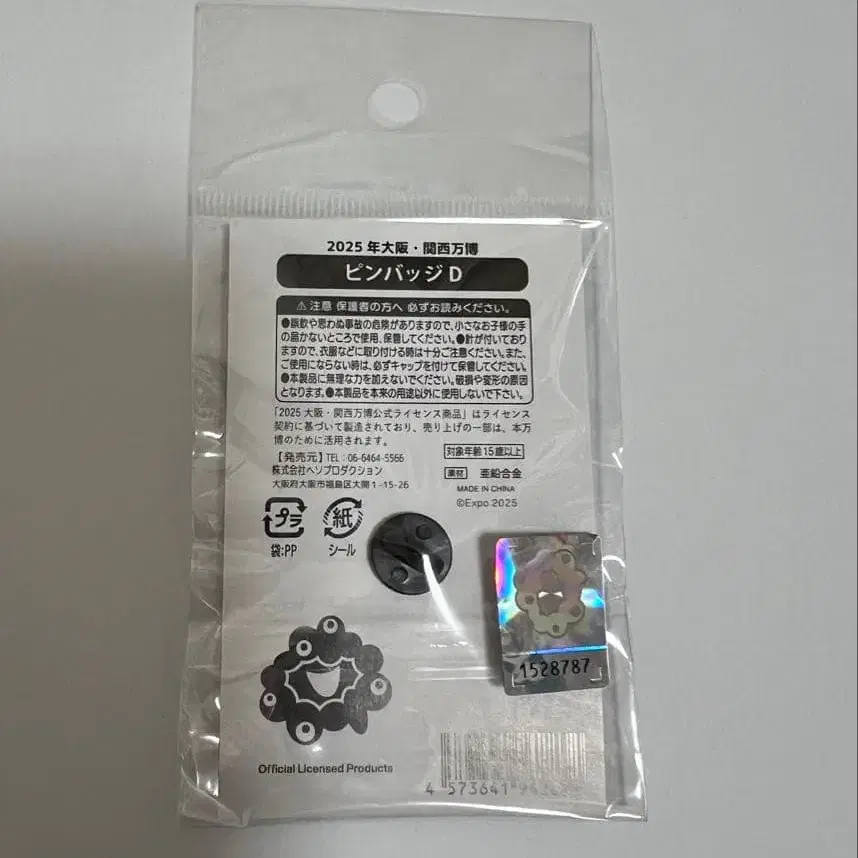 2025年大阪・関西万博
ピンバッジ D
⚠注意 保護者の方へ 必ずお読みください。
●誤飲や思わぬ事故の危険がありますので、小さなお子様の手
の届かないところで使用、保管してください。●針が付いており
ますので、衣服などに取り付ける時は十分ご注意ください。また、
ご使用にならない時は、必ずキャップを付けて保管してください。
●本製品に無理な力を加えないでください。破損や変形の原因
となります。●本製品を本来の用途以外に使用しないで下さい。
「2025 大阪・関西万博公式ライセンス商品」はライセンス
契約に基づいて製造されており、売り上げの一部は、本万
博のために活用されます。
【発売元】TEL:06-6464-5566
株式会社ヘソプロダクション
大阪府大阪市福島区大開1-15-26
対象年齢15歳以上
素材 亜鉛合金
MADE IN CHINA
©Expo 2025
プラ
袋:PP
紙
シール
1528787
Official Licensed Products
4 573641